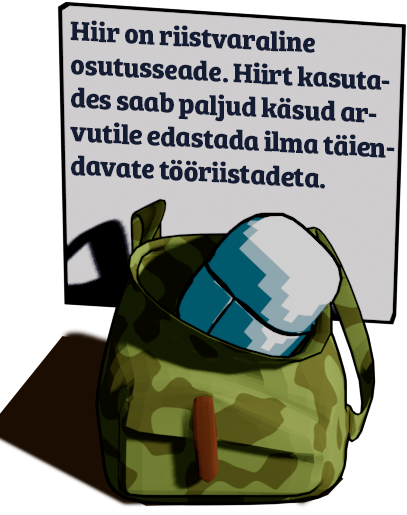 Hiir on riistvaraline
osutusseade. Hiirt kasuta-
des saab paljud käsud ar-
vutile edastada ilma täien-
davate tööriistadeta.